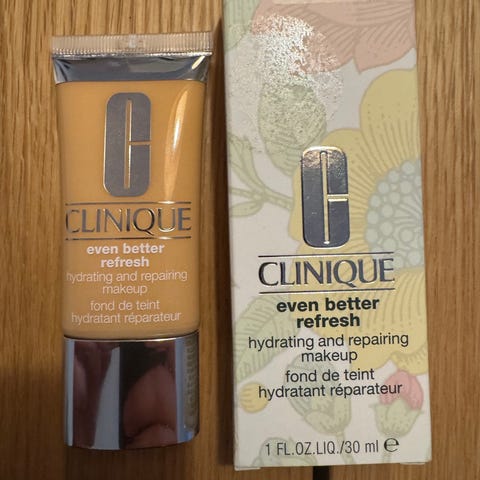 C
CLINIQUE
even better
refresh
hydrating and repairing
makeup
fond de teint
hydratant réparateur
C
CLINIQUE
even better
refresh
hydrating and repairing
makeup
fond de teint
hydratant réparateur
1 FL.OZ.LIQ./30 ml e